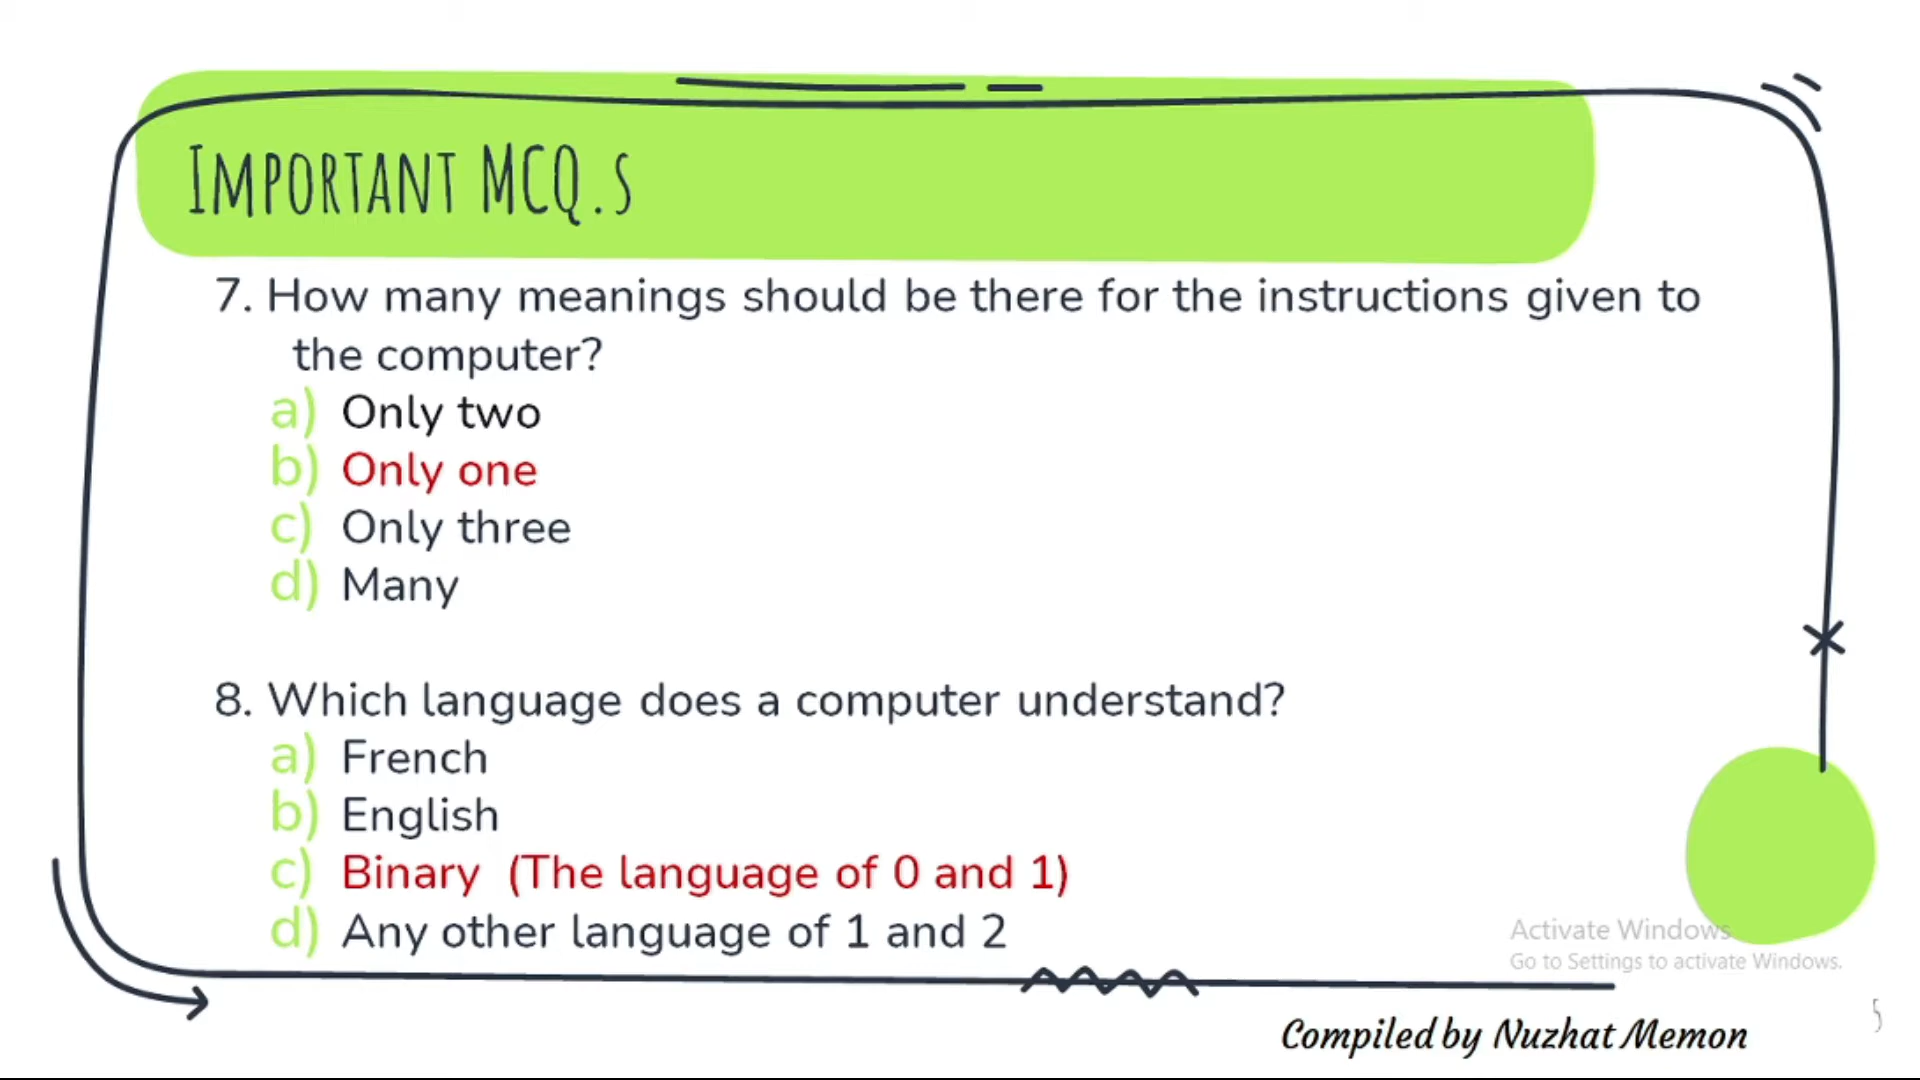 Important MCQ.s
7. How many meanings should be there for the instructions given to
the computer?
a) Only two
b) Only one
c) Only three
d) Many
8. Which language does a computer understand?
a) French
b) English
c) Binary (The language of 0 and 1)
d) Any other language of 1 and 2
Activate Windows
Go to Settings to activate Windows.
5
Compiled by Nuzhat Memon